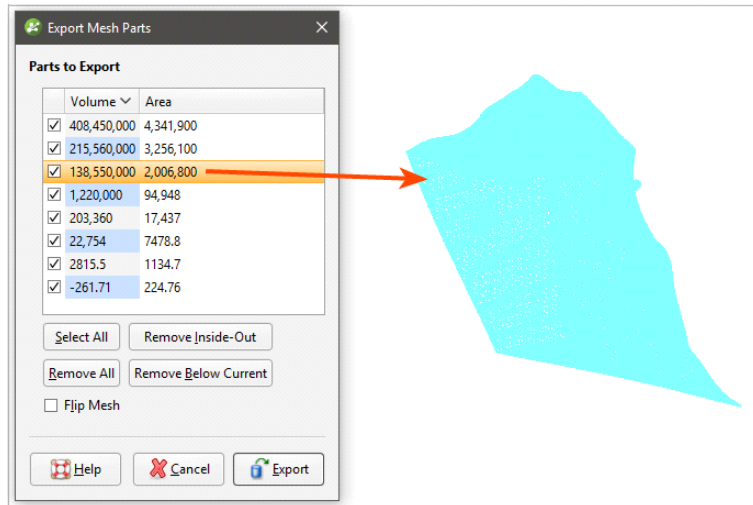 Export Mesh Parts
Parts to Export
Volume Area
408,450,000 4,341,900
215,560,000 3,256,100
138,550,000 2,006,800
1,220,000 94,948
203,360 17,437
22,754 7478.8
2815.5 1134.7
-261.71 224.76
Select All Remove Inside-Out
Remove All Remove Below Current
Flip Mesh
Help Cancel Export